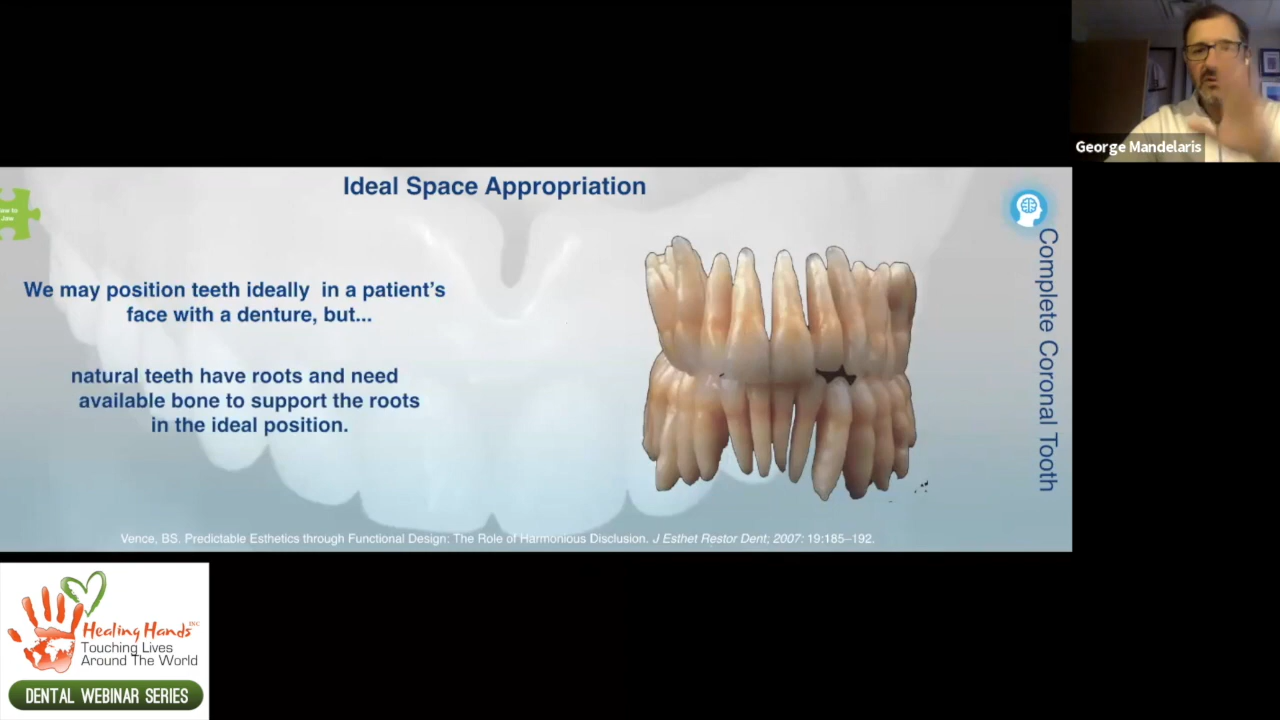 George Mandelaris
Ideal Space Appropriation
We may position teeth ideally in a patient's
face with a denture, but...
natural teeth have roots and need
available bone to support the roots
in the ideal position.
Complete Coronal Tooth
Vence, BS. Predictable Esthetics through Functional Design: The Role of Harmonious Disclusion. J Esthet Restor Dent; 2007: 19:185–192.
Healing Hands INC
Touching Lives
Around The World
DENTAL WEBINAR SERIES